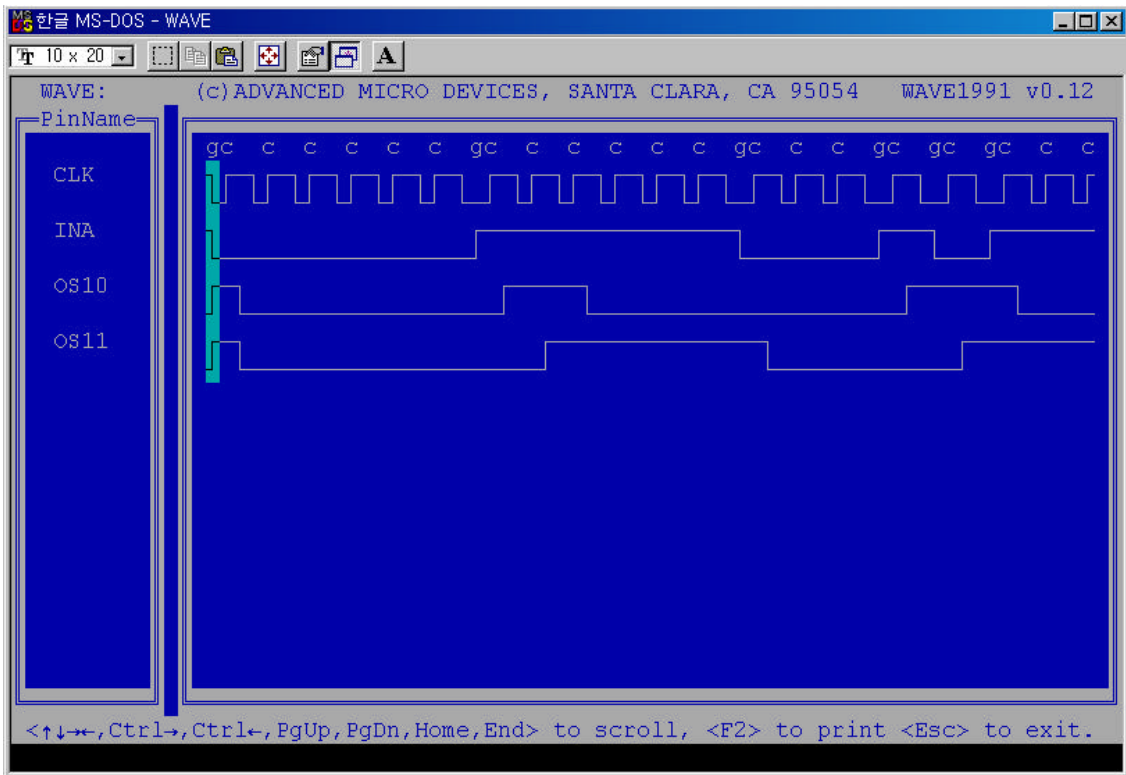 한글 MS-DOS - WAVE
10 x 20 A
WAVE: (c)ADVANCED MICRO DEVICES, SANTA CLARA, CA 95054 WAVE1991 v0.12
PinName
gc c c c c c gc c c c c c gc c c gc gc gc c c
CLK
INA
OS10
OS11
<↑↓→←,Ctrl→,Ctrl←,PgUp,PgDn,Home,End> to scroll, <F2> to print <Esc> to exit.